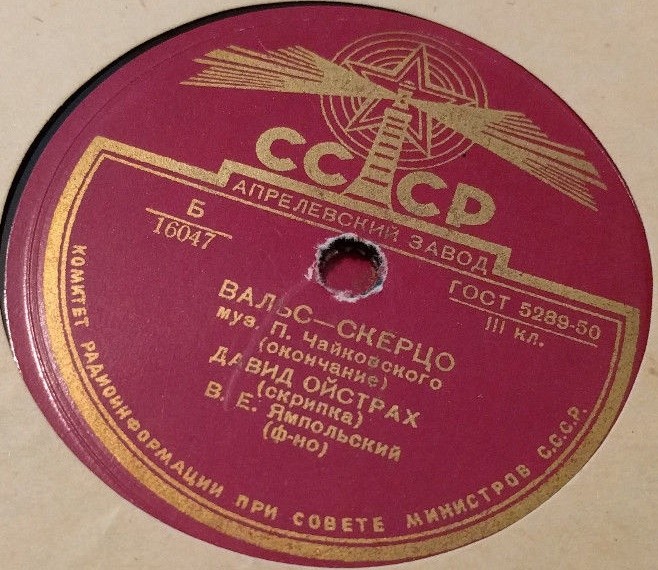 СССР
АПРЕЛЕВСКИЙ ЗАВОД
Б
16047
ГОСТ 5289-50
III кл.
ВАЛЬС—СКЕРЦО
муз. П. Чайковского
(окончание)
ДАВИД ОЙСТРАХ
(скрипка)
В. Е. Ямпольский
(ф-но)
КОМИТЕТ РАДИОИНФОРМАЦИИ ПРИ СОВЕТЕ МИНИСТРОВ С.С.С.Р.